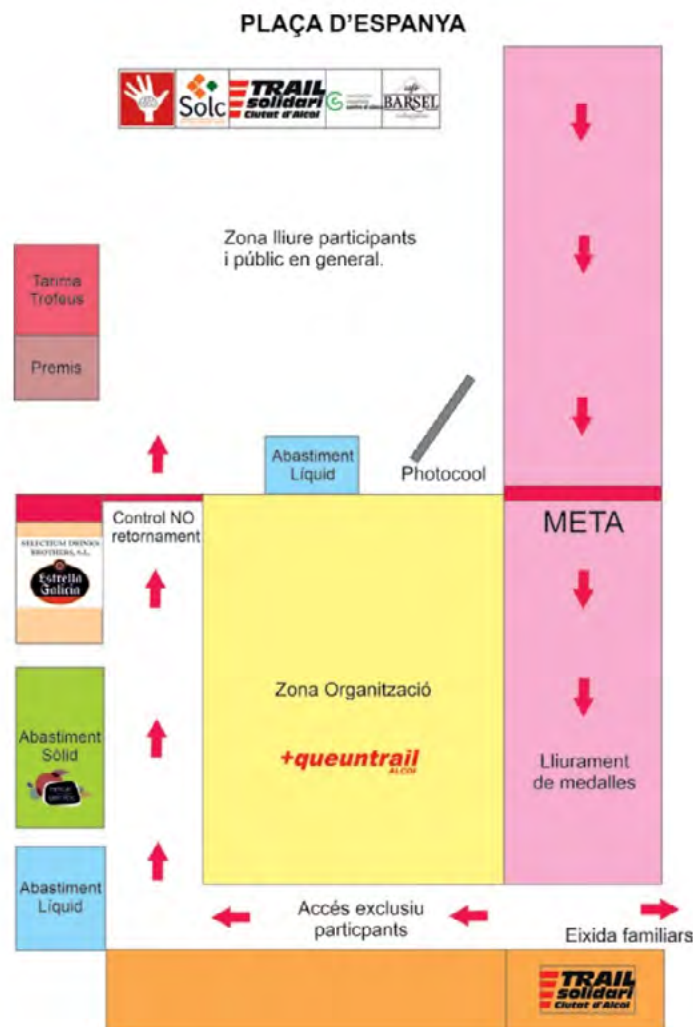 PLAÇA D'ESPANYA
Solc
TRAIL
solidari
Ciutat d'Alcoi
café
BARSEL
Zona lliure participants
i públic en general.
Tarima
Trofeus
Premis
Abastiment
Líquid
Photocool
Control NO
retornament
META
SELECTIUM DRINKS
BROTHERS, S.L.
Estrella
Galicia
Zona Organització
+queuntrail
ALCOI
Abastiment
Sòlid
Lliurament
de medalles
Abastiment
Líquid
Accés exclusiu
particpants
Eixida familiars
TRAIL
solidari
Ciutat d'Alcoi